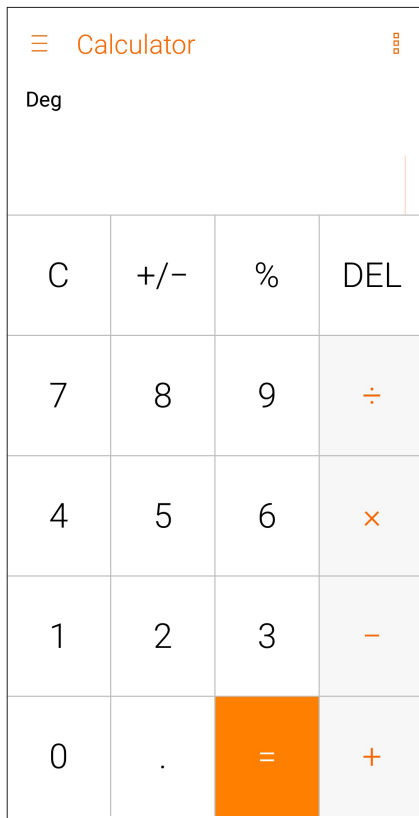 Calculator
Deg
C +/− % DEL
7 8 9 ÷
4 5 6 ×
1 2 3 −
0 . = +